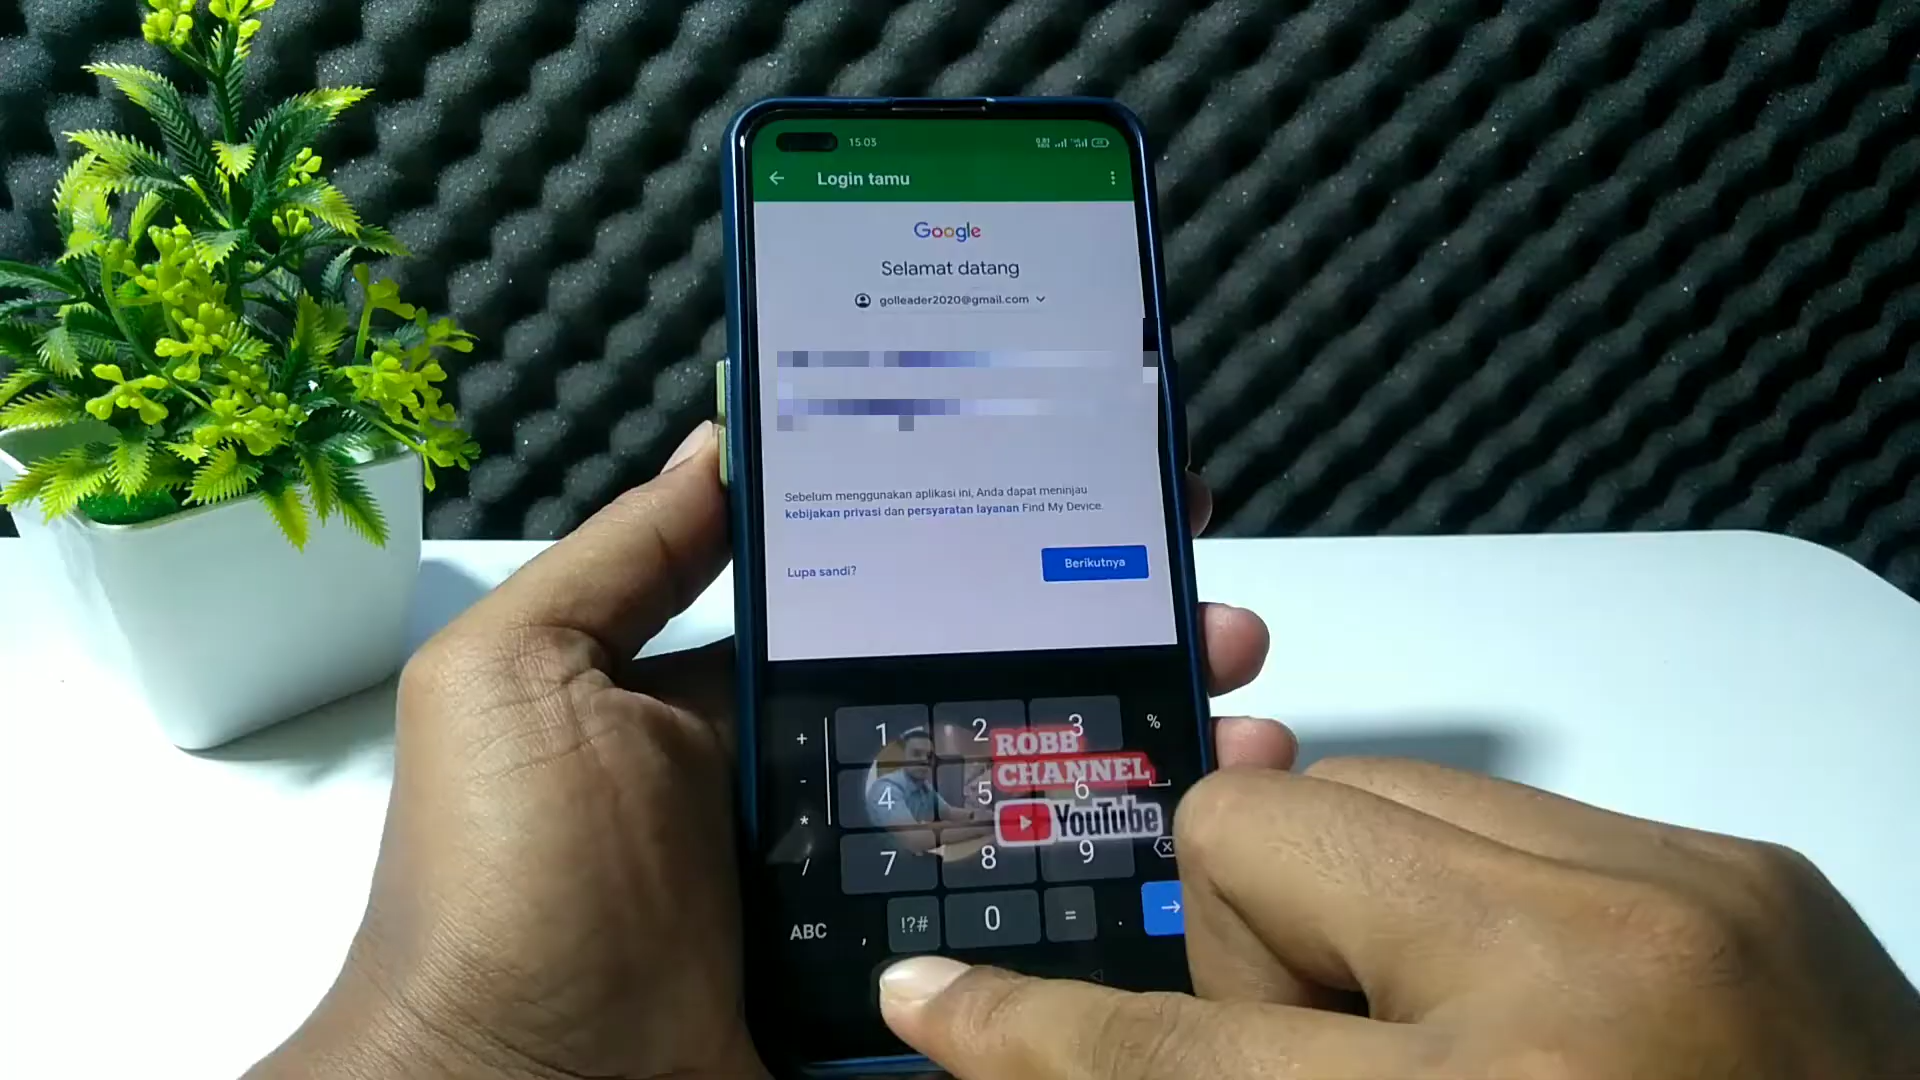 15:03
Login tamu
Google
Selamat datang
golleader2020@gmail.com
Sebelum menggunakan aplikasi ini, Anda dapat meninjau
kebijakan privasi dan persyaratan layanan Find My Device.
Lupa sandi?
Berikutnya
+ 1 2 3 %
- 4 5 6
* 7 8 9
/
ABC , !?# 0 = .
ROBB
CHANNEL
YouTube